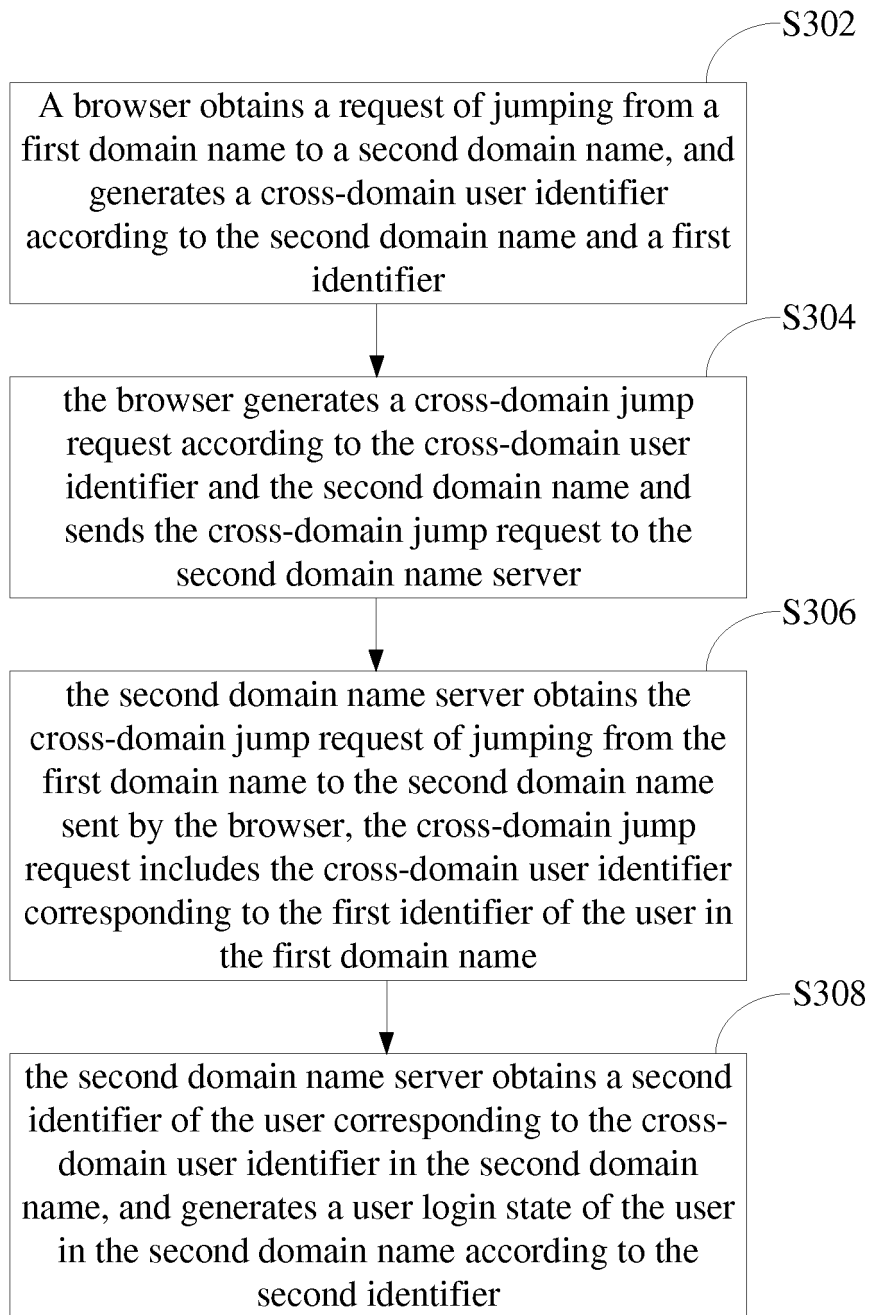 S302
A browser obtains a request of jumping from a
first domain name to a second domain name, and
generates a cross-domain user identifier
according to the second domain name and a first
identifier
S304
the browser generates a cross-domain jump
request according to the cross-domain user
identifier and the second domain name and
sends the cross-domain jump request to the
second domain name server
S306
the second domain name server obtains the
cross-domain jump request of jumping from the
first domain name to the second domain name
sent by the browser, the cross-domain jump
request includes the cross-domain user identifier
corresponding to the first identifier of the user in
the first domain name
S308
the second domain name server obtains a second
identifier of the user corresponding to the cross-
domain user identifier in the second domain
name, and generates a user login state of the user
in the second domain name according to the
second identifier